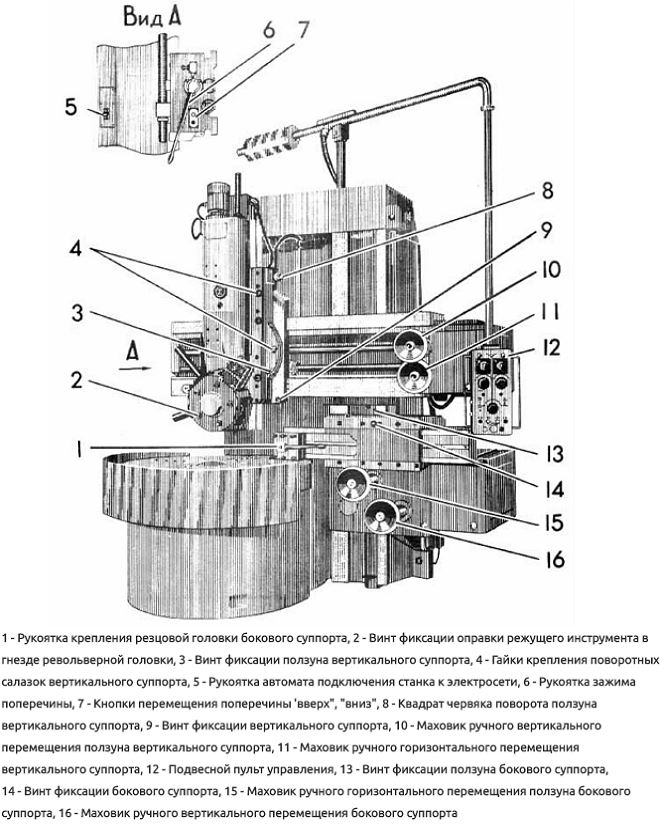 Вид А
6
7
5
8
4
9
10
3
11
А
12
2
1
13
14
15
16
1 - Рукоятка крепления резцовой головки бокового суппорта, 2 - Винт фиксации оправки режущего инструмента в
гнезде револьверной головки, 3 - Винт фиксации ползуна вертикального суппорта, 4 - Гайки крепления поворотных
салазок вертикального суппорта, 5 - Рукоятка автомата подключения станка к электросети, 6 - Рукоятка зажима
поперечины, 7 - Кнопки перемещения поперечины 'вверх", "вниз", 8 - Квадрат червяка поворота ползуна
вертикального суппорта, 9 - Винт фиксации вертикального суппорта, 10 - Маховик ручного вертикального
перемещения ползуна вертикального суппорта, 11 - Маховик ручного горизонтального перемещения
вертикального суппорта, 12 - Подвесной пульт управления, 13 - Винт фиксации ползуна бокового суппорта,
14 - Винт фиксации бокового суппорта, 15 - Маховик ручного горизонтального перемещения ползуна бокового
суппорта, 16 - Маховик ручного вертикального перемещения бокового суппорта